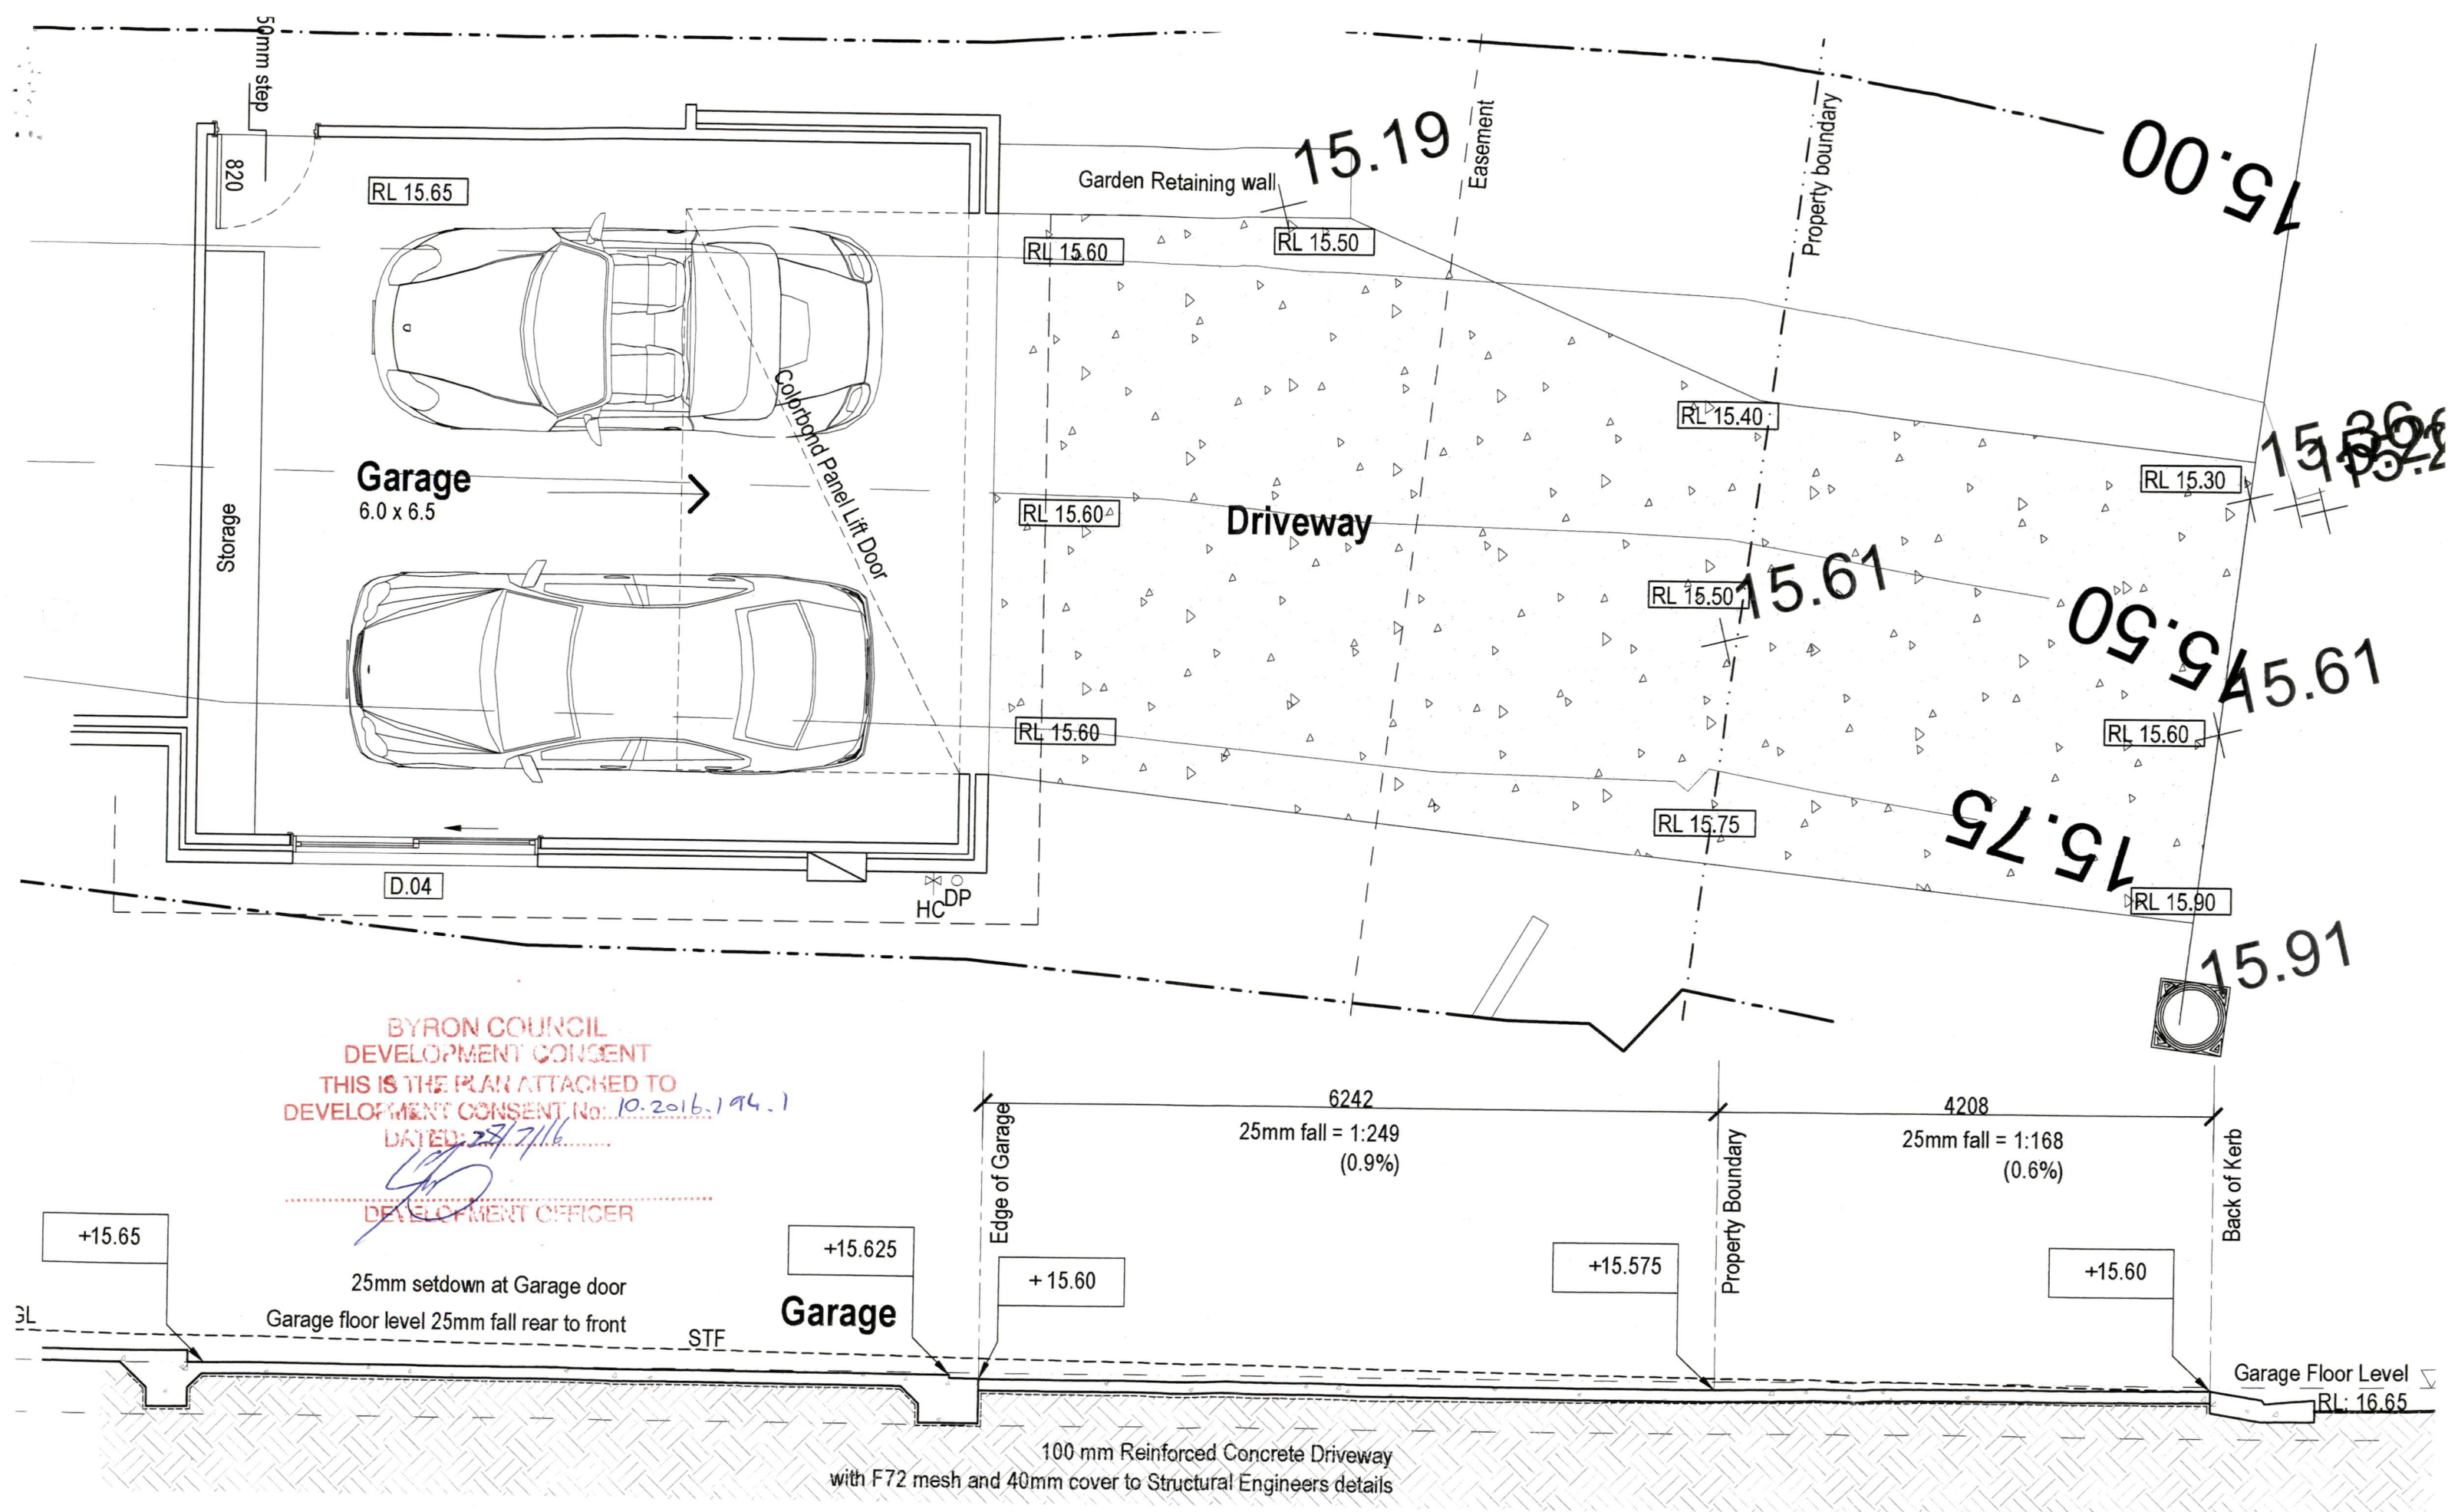 50mm step
820
RL 15.65
Garden Retaining wall
15.19
Easement
Property boundary
15.00
RL 15.60
RL 15.50
RL 15.40
15.36
RL 15.30
Garage
6.0 x 6.5
Storage
Colorbond Panel Lift Door
RL 15.60
Driveway
RL 15.50
15.61
15.50
15.61
RL 15.60
RL 15.60
RL 15.75
15.75
RL 15.90
15.91
D.04
HC
DP
BYRON COUNCIL
DEVELOPMENT CONSENT
THIS IS THE PLAN ATTACHED TO
DEVELOPMENT CONSENT No: 10.2016.194.1
DATED: 28/7/16
DEVELOPMENT OFFICER
Edge of Garage
6242
25mm fall = 1:249
(0.9%)
Property Boundary
4208
25mm fall = 1:168
(0.6%)
Back of Kerb
+15.65
+15.625
+ 15.60
+15.575
+15.60
25mm setdown at Garage door
Garage floor level 25mm fall rear to front
Garage
STF
GL
Garage Floor Level
RL: 16.65
100 mm Reinforced Concrete Driveway
with F72 mesh and 40mm cover to Structural Engineers details